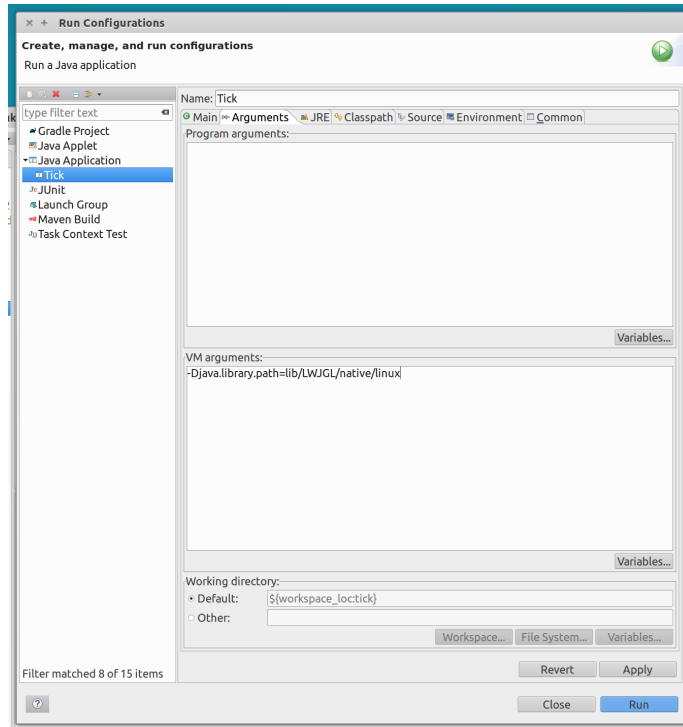 Run Configurations
Create, manage, and run configurations
Run a Java application
type filter text
Gradle Project
Java Applet
Java Application
Tick
JUnit
Launch Group
Maven Build
Task Context Test
Filter matched 8 of 15 items
Name: Tick
Main Arguments JRE Classpath Source Environment Common
Program arguments:
Variables...
VM arguments:
-Djava.library.path=lib/LWJGL/native/linux
Variables...
Working directory:
Default: ${workspace_loc:tick}
Other:
Workspace... File System... Variables...
Revert Apply
Close Run